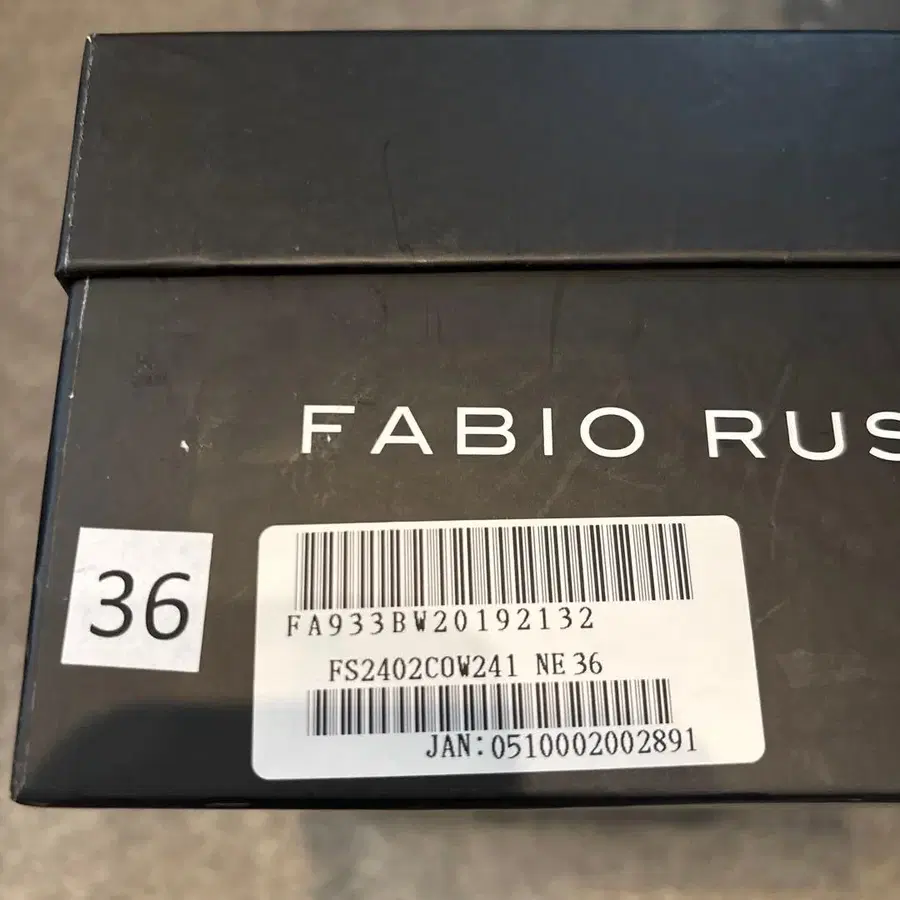 FABIO RUS
36
FA933BW20192132
FS2402COW241 NE 36
JAN:0510002002891